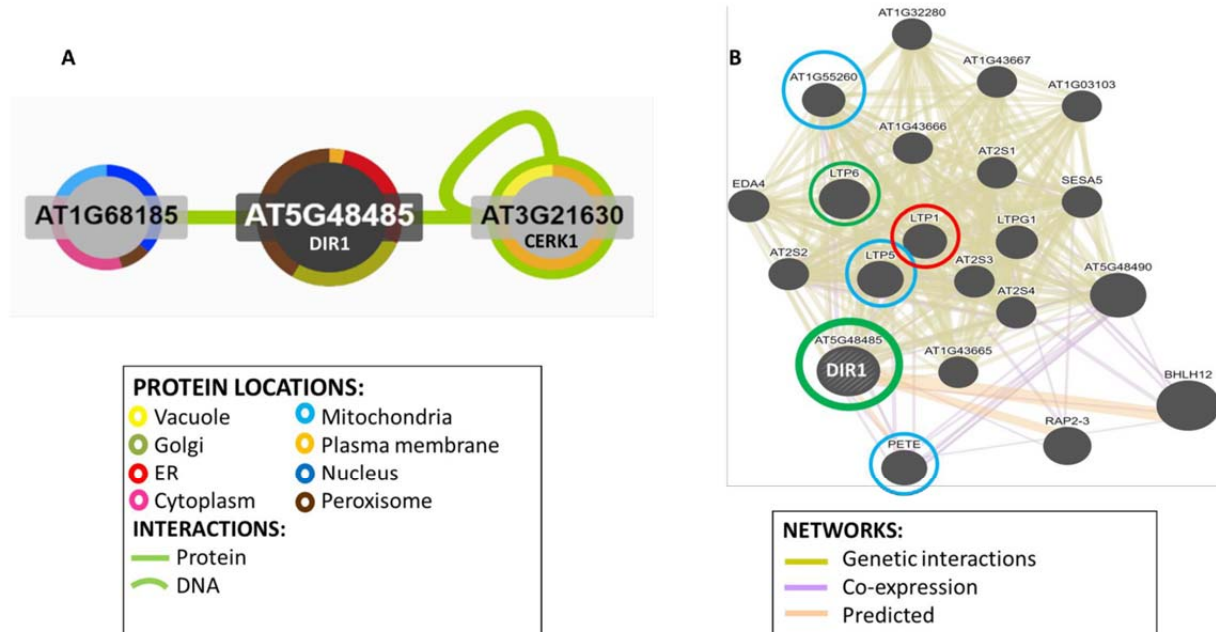 A
AT1G68185
AT5G48485
DIR1
AT3G21630
CERK1
PROTEIN LOCATIONS:
Vacuole
Mitochondria
Golgi
Plasma membrane
ER
Nucleus
Cytoplasm
Peroxisome
INTERACTIONS:
Protein
DNA
B
AT1G32280
AT1G55260
AT1G43667
AT1G03103
AT1G43666
AT2S1
LTP6
SESA5
EDA4
LTP1
LTPG1
AT2S2
LTP5
AT2S3
AT5G48490
AT2S4
AT5G48485
DIR1
AT1G43665
BHLH12
RAP2-3
PETE
NETWORKS:
Genetic interactions
Co-expression
Predicted